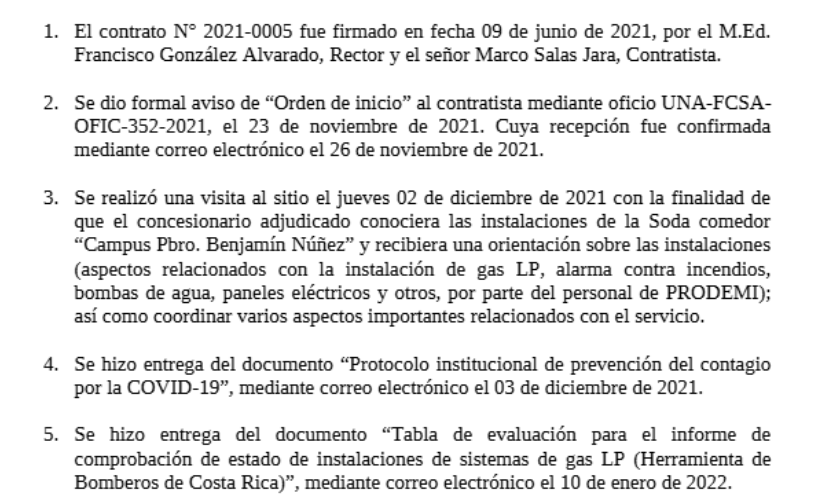 1. El contrato N° 2021-0005 fue firmado en fecha 09 de junio de 2021, por el M.Ed.
Francisco González Alvarado, Rector y el señor Marco Salas Jara, Contratista.
2. Se dio formal aviso de “Orden de inicio” al contratista mediante oficio UNA-FCSA-
OFIC-352-2021, el 23 de noviembre de 2021. Cuya recepción fue confirmada
mediante correo electrónico el 26 de noviembre de 2021.
3. Se realizó una visita al sitio el jueves 02 de diciembre de 2021 con la finalidad de
que el concesionario adjudicado conociera las instalaciones de la Soda comedor
“Campus Pbro. Benjamín Núñez” y recibiera una orientación sobre las instalaciones
(aspectos relacionados con la instalación de gas LP, alarma contra incendios,
bombas de agua, paneles eléctricos y otros, por parte del personal de PRODEMI);
así como coordinar varios aspectos importantes relacionados con el servicio.
4. Se hizo entrega del documento “Protocolo institucional de prevención del contagio
por la COVID-19”, mediante correo electrónico el 03 de diciembre de 2021.
5. Se hizo entrega del documento “Tabla de evaluación para el informe de
comprobación de estado de instalaciones de sistemas de gas LP (Herramienta de
Bomberos de Costa Rica)”, mediante correo electrónico el 10 de enero de 2022.